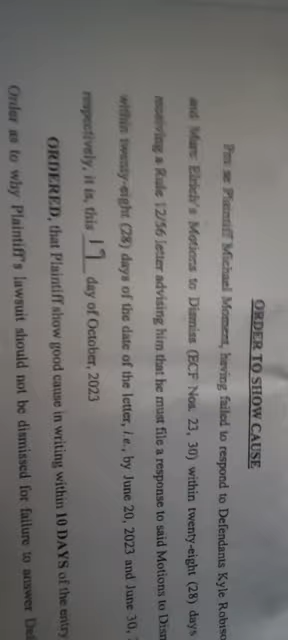 ORDER TO SHOW CAUSE
Pro se Plaintiff Michael Moment, having failed to respond to Defendants Kyle
and Marc Elrich's Motions to Dismiss (ECF Nos. 23, 30) within twenty-eight (28) days
receiving a Rule 12/56 letter advising him that he must file a response to said Motions to
within twenty-eight (28) days of the date of the letter, i.e., by June 20, 2023 and June 30,
respectively, it is, this 17 day of October, 2023
ORDERED, that Plaintiff show good cause in writing within 10 DAYS of the entry
Order as to why Plaintiff's lawsuit should not be dismissed for failure to answer